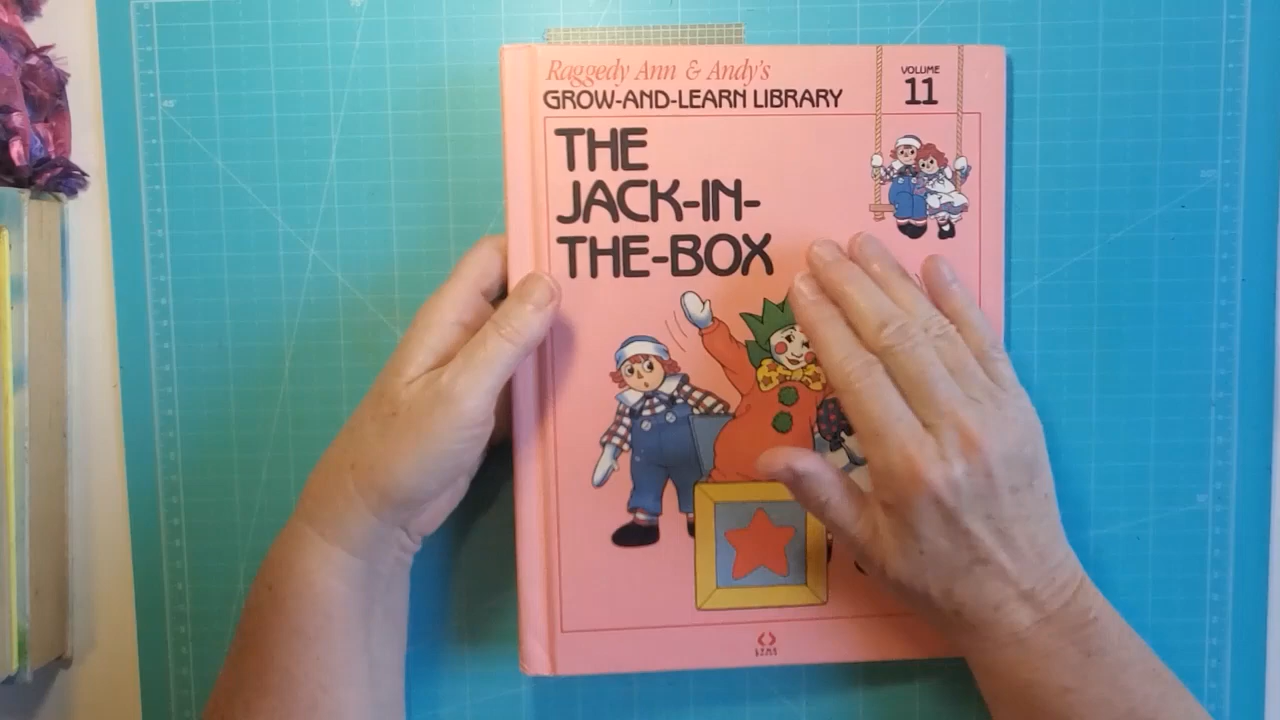 Raggedy Ann & Andy's
GROW-AND-LEARN LIBRARY
VOLUME
11
THE
JACK-IN-
THE-BOX